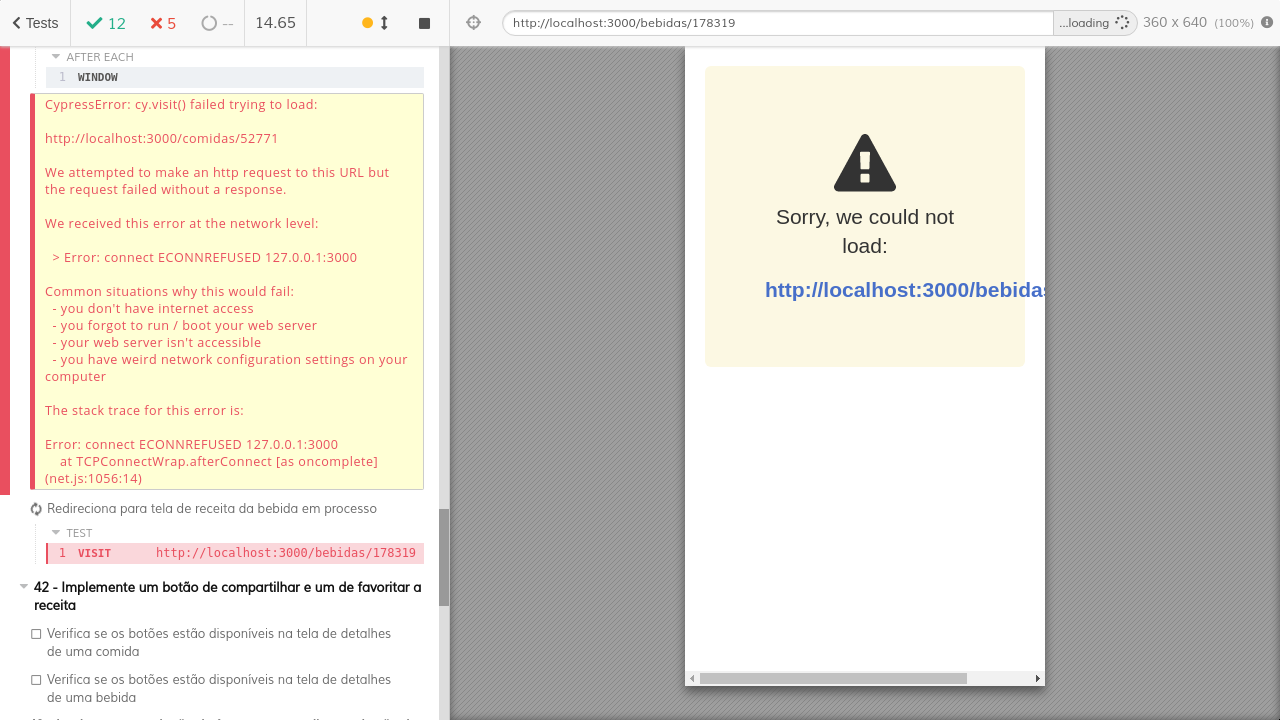 Tests
12
5
--
14.65
http://localhost:3000/bebidas/178319
...loading
360 x 640 (100%)
AFTER EACH
1 WINDOW
CypressError: cy.visit() failed trying to load:
http://localhost:3000/comidas/52771
We attempted to make an http request to this URL but
the request failed without a response.
We received this error at the network level:
> Error: connect ECONNREFUSED 127.0.0.1:3000
Common situations why this would fail:
- you don't have internet access
- you forgot to run / boot your web server
- your web server isn't accessible
- you have weird network configuration settings on your
computer
The stack trace for this error is:
Error: connect ECONNREFUSED 127.0.0.1:3000
at TCPConnectWrap.afterConnect [as oncomplete]
(net.js:1056:14)
Redireciona para tela de receita da bebida em processo
TEST
1 VISIT http://localhost:3000/bebidas/178319
42 - Implemente um botão de compartilhar e um de favoritar a
receita
Verifica se os botões estão disponíveis na tela de detalhes
de uma comida
Verifica se os botões estão disponíveis na tela de detalhes
de uma bebida
Sorry, we could not
load:
http://localhost:3000/bebidas